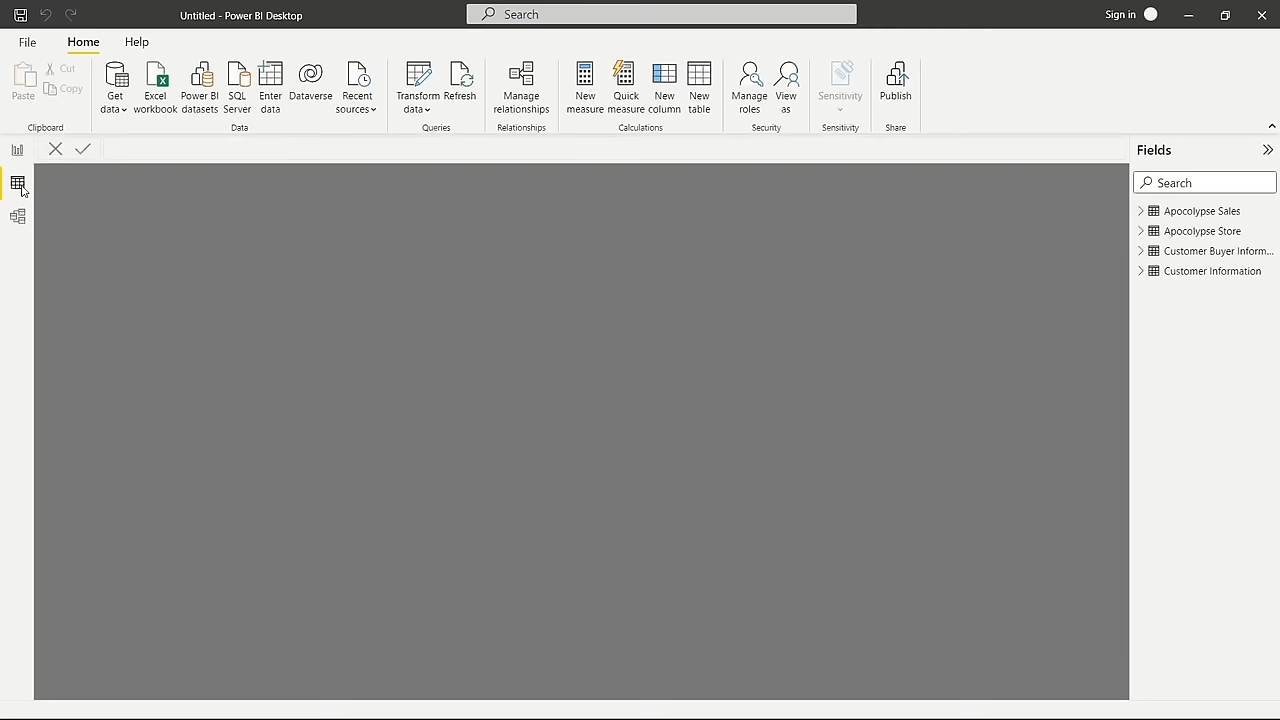 Untitled - Power BI Desktop
Search
Sign in
File
Home
Help
Paste
Cut
Copy
Get data
Excel workbook
Power BI datasets
SQL Server
Enter data
Dataverse
Recent sources
Transform data
Refresh
Manage relationships
New measure
Quick measure
New column
New table
Manage roles
View as
Sensitivity
Publish
Clipboard
Data
Queries
Relationships
Calculations
Security
Sensitivity
Share
Fields
Search
Apocolypse Sales
Apocolypse Store
Customer Buyer Inform...
Customer Information